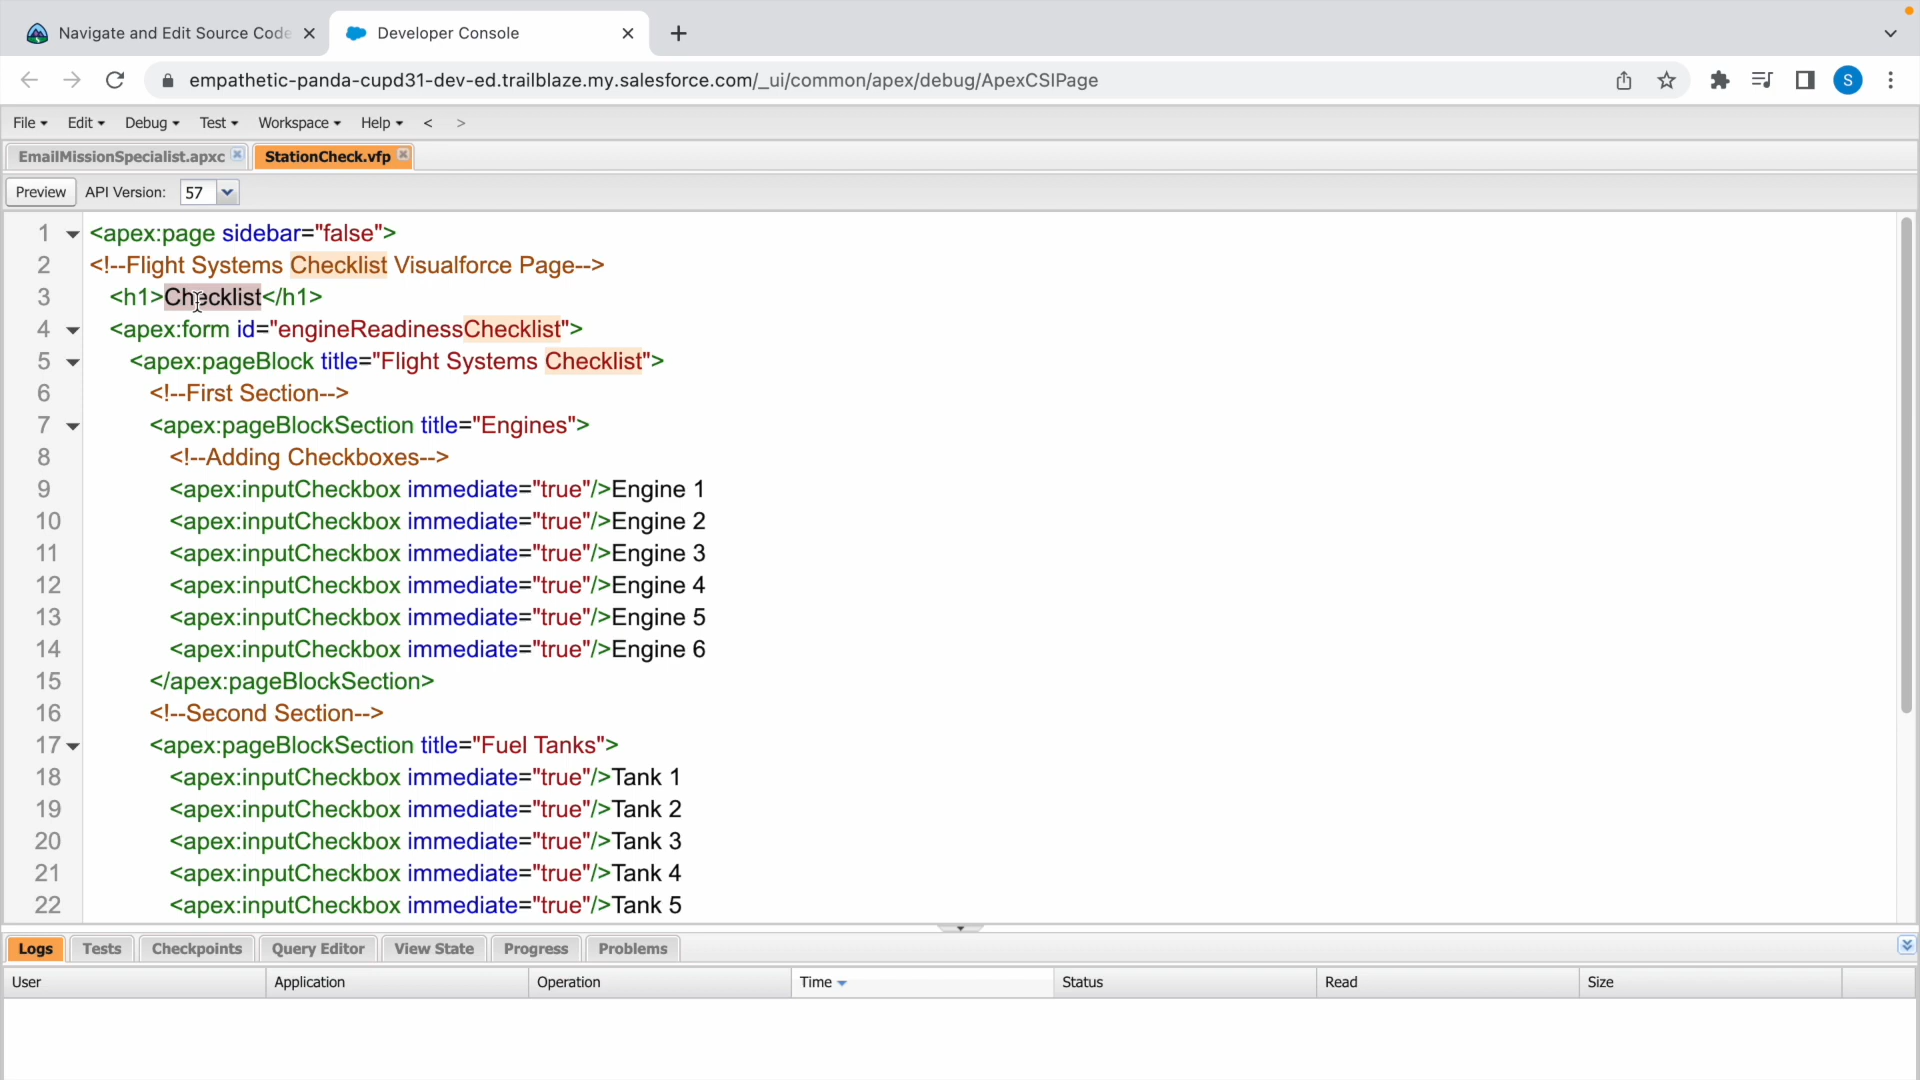 Navigate and Edit Source Code
Developer Console
empathetic-panda-cupd31-dev-ed.trailblaze.my.salesforce.com/_ui/common/apex/debug/ApexCSIPage
S
File Edit Debug Test Workspace Help < >
EmailMissionSpecialist.apxc StationCheck.vfp
Preview API Version: 57
1 <apex:page sidebar="false">
2 <!--Flight Systems Checklist Visualforce Page-->
3 <h1>Checklist</h1>
4 <apex:form id="engineReadinessChecklist">
5 <apex:pageBlock title="Flight Systems Checklist">
6 <!--First Section-->
7 <apex:pageBlockSection title="Engines">
8 <!--Adding Checkboxes-->
9 <apex:inputCheckbox immediate="true"/>Engine 1
10 <apex:inputCheckbox immediate="true"/>Engine 2
11 <apex:inputCheckbox immediate="true"/>Engine 3
12 <apex:inputCheckbox immediate="true"/>Engine 4
13 <apex:inputCheckbox immediate="true"/>Engine 5
14 <apex:inputCheckbox immediate="true"/>Engine 6
15 </apex:pageBlockSection>
16 <!--Second Section-->
17 <apex:pageBlockSection title="Fuel Tanks">
18 <apex:inputCheckbox immediate="true"/>Tank 1
19 <apex:inputCheckbox immediate="true"/>Tank 2
20 <apex:inputCheckbox immediate="true"/>Tank 3
21 <apex:inputCheckbox immediate="true"/>Tank 4
22 <apex:inputCheckbox immediate="true"/>Tank 5
Logs Tests Checkpoints Query Editor View State Progress Problems
User Application Operation Time Status Read Size